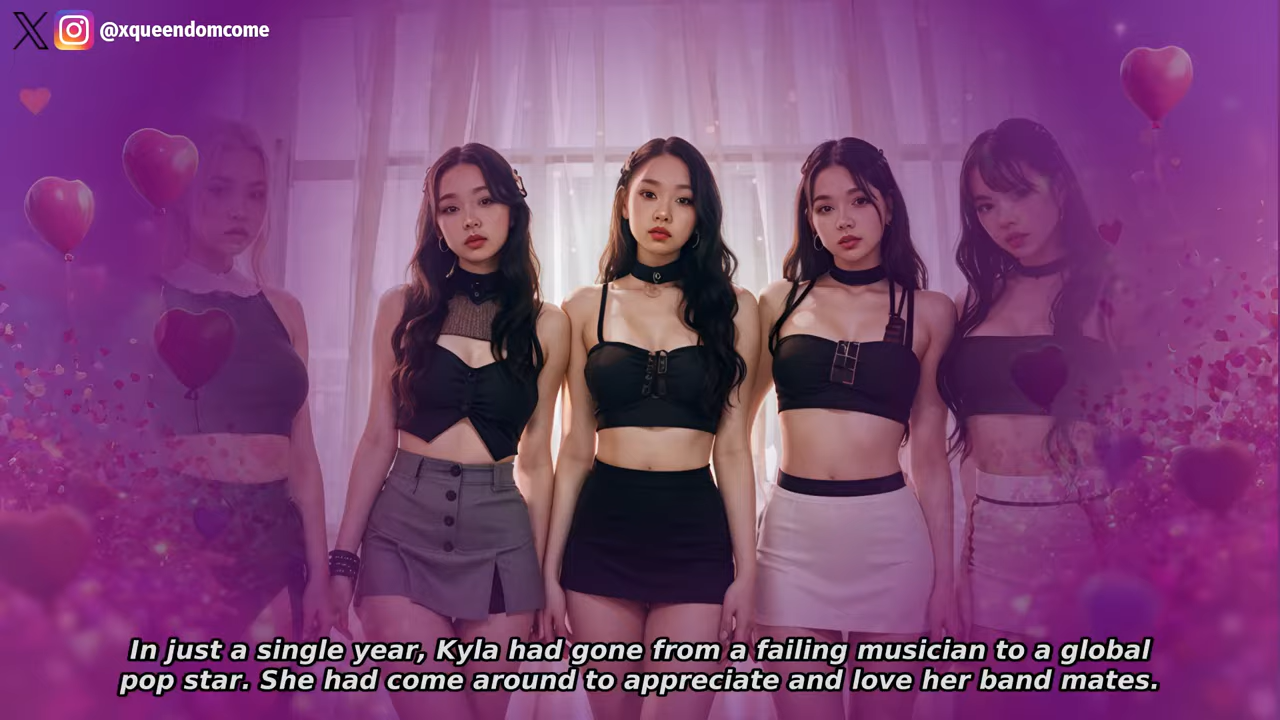 @xqueendomcome
In just a single year, Kyla had gone from a failing musician to a global
pop star. She had come around to appreciate and love her band mates.